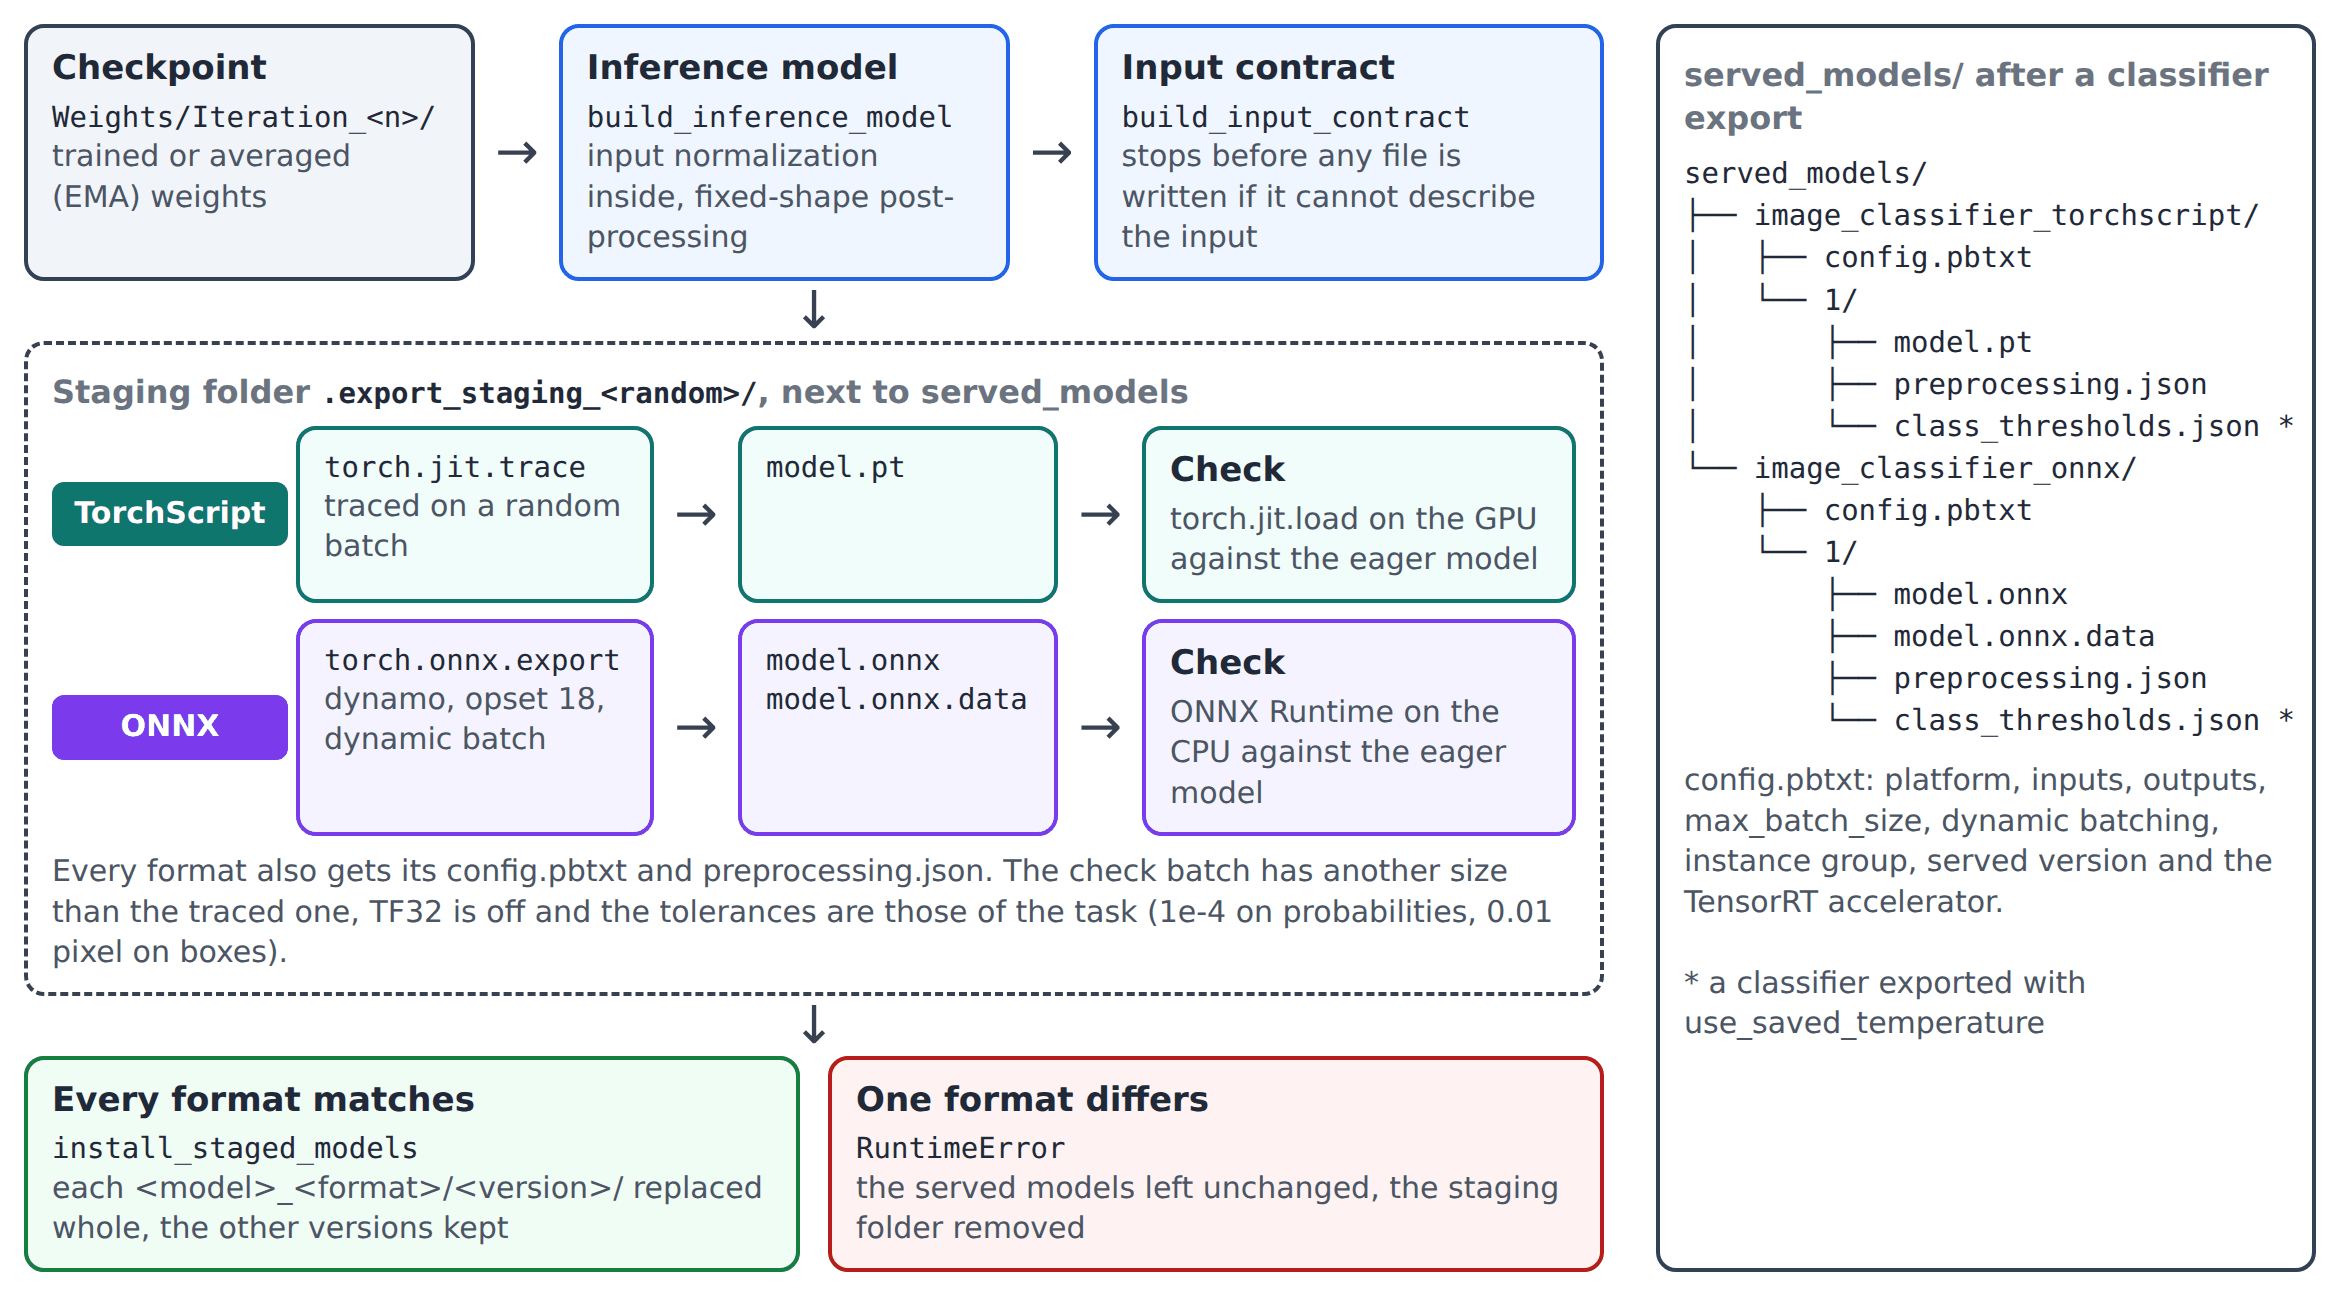 Checkpoint
Weights/Iteration_<n>/
trained or averaged
(EMA) weights
→
Inference model
build_inference_model
input normalization
inside, fixed-shape post-
processing
→
Input contract
build_input_contract
stops before any file is
written if it cannot describe
the input
↓
Staging folder .export_staging_<random>/, next to served_models
TorchScript
torch.jit.trace
traced on a random
batch
→
model.pt
→
Check
torch.jit.load on the GPU
against the eager model
ONNX
torch.onnx.export
dynamo, opset 18,
dynamic batch
→
model.onnx
model.onnx.data
→
Check
ONNX Runtime on the
CPU against the eager
model
Every format also gets its config.pbtxt and preprocessing.json. The check batch has another size
than the traced one, TF32 is off and the tolerances are those of the task (1e-4 on probabilities, 0.01
pixel on boxes).
↓
Every format matches
install_staged_models
each <model>_<format>/<version>/ replaced
whole, the other versions kept
One format differs
RuntimeError
the served models left unchanged, the staging
folder removed
served_models/ after a classifier
export
served_models/
├── image_classifier_torchscript/
│   ├── config.pbtxt
│   └── 1/
│       ├── model.pt
│       ├── preprocessing.json
│       └── class_thresholds.json *
└── image_classifier_onnx/
    ├── config.pbtxt
    └── 1/
        ├── model.onnx
        ├── model.onnx.data
        ├── preprocessing.json
        └── class_thresholds.json *
config.pbtxt: platform, inputs, outputs,
max_batch_size, dynamic batching,
instance group, served version and the
TensorRT accelerator.
* a classifier exported with
use_saved_temperature